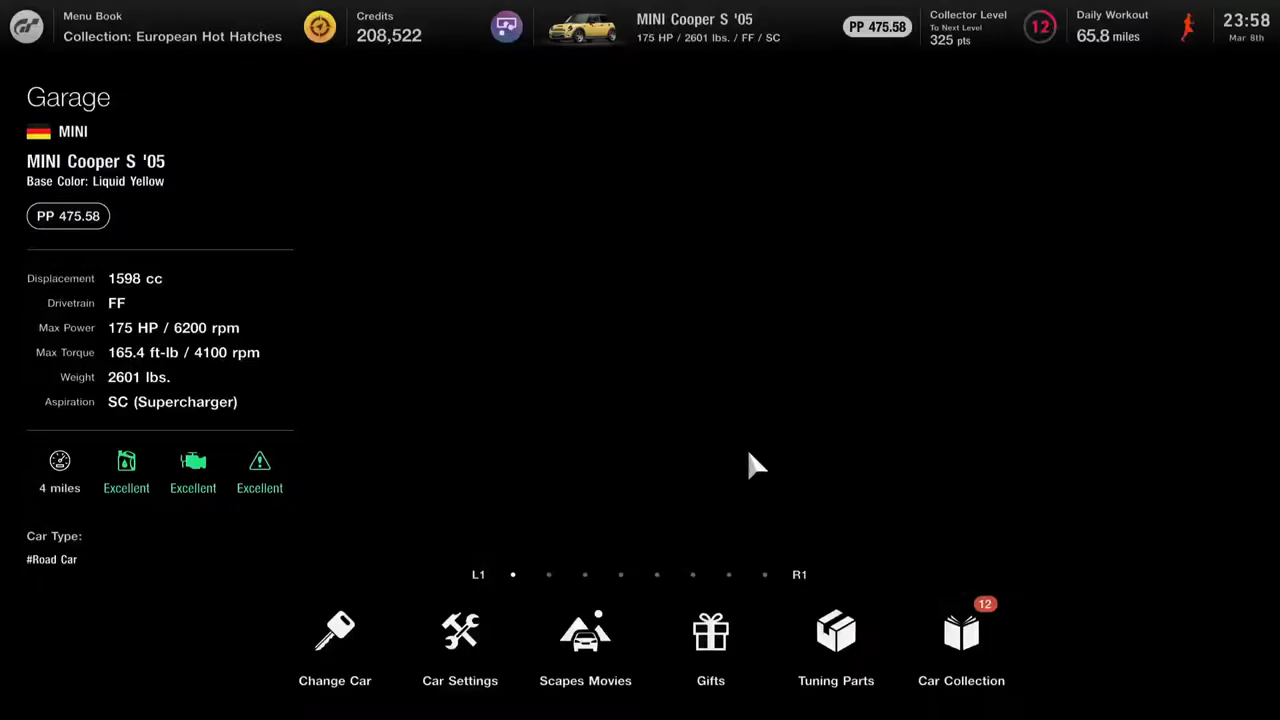 Menu Book
Collection: European Hot Hatches
Credits
208,522
MINI Cooper S '05
175 HP / 2601 lbs. / FF / SC
PP 475.58
Collector Level
To Next Level
325 pts
12
Daily Workout
65.8 miles
23:58
Mar 8th
Garage
MINI
MINI Cooper S '05
Base Color: Liquid Yellow
PP 475.58
Displacement 1598 cc
Drivetrain FF
Max Power 175 HP / 6200 rpm
Max Torque 165.4 ft-lb / 4100 rpm
Weight 2601 lbs.
Aspiration SC (Supercharger)
4 miles Excellent Excellent Excellent
Car Type:
#Road Car
L1 R1
12
Change Car Car Settings Scapes Movies Gifts Tuning Parts Car Collection